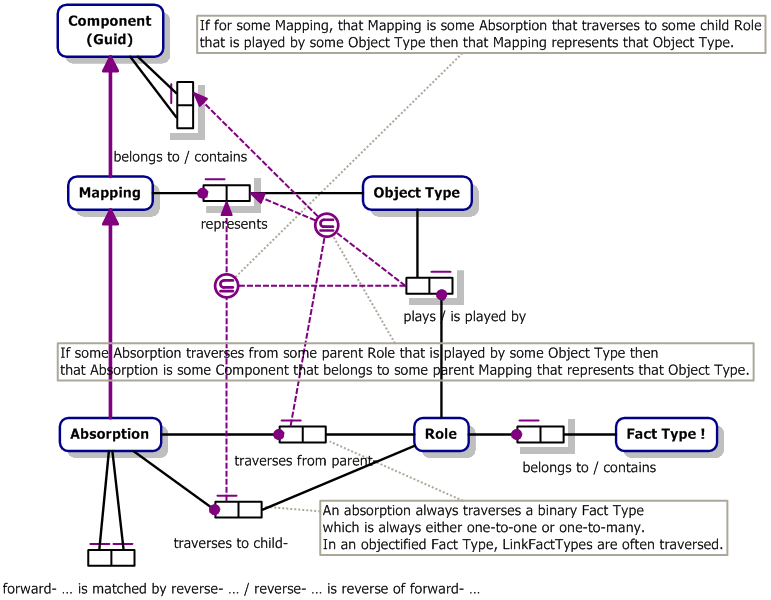 Component
(Guid)
If for some Mapping, that Mapping is some Absorption that traverses to some child Role
that is played by some Object Type then that Mapping represents that Object Type.
belongs to / contains
Mapping
Object Type
represents
plays / is played by
If some Absorption traverses from some parent Role that is played by some Object Type then
that Absorption is some Component that belongs to some parent Mapping that represents that Object Type.
Absorption
Role
Fact Type !
traverses from parent-
belongs to / contains
An absorption always traverses a binary Fact Type
which is always either one-to-one or one-to-many.
In an objectified Fact Type, LinkFactTypes are often traversed.
traverses to child-
forward- ... is matched by reverse- ... / reverse- ... is reverse of forward- ...